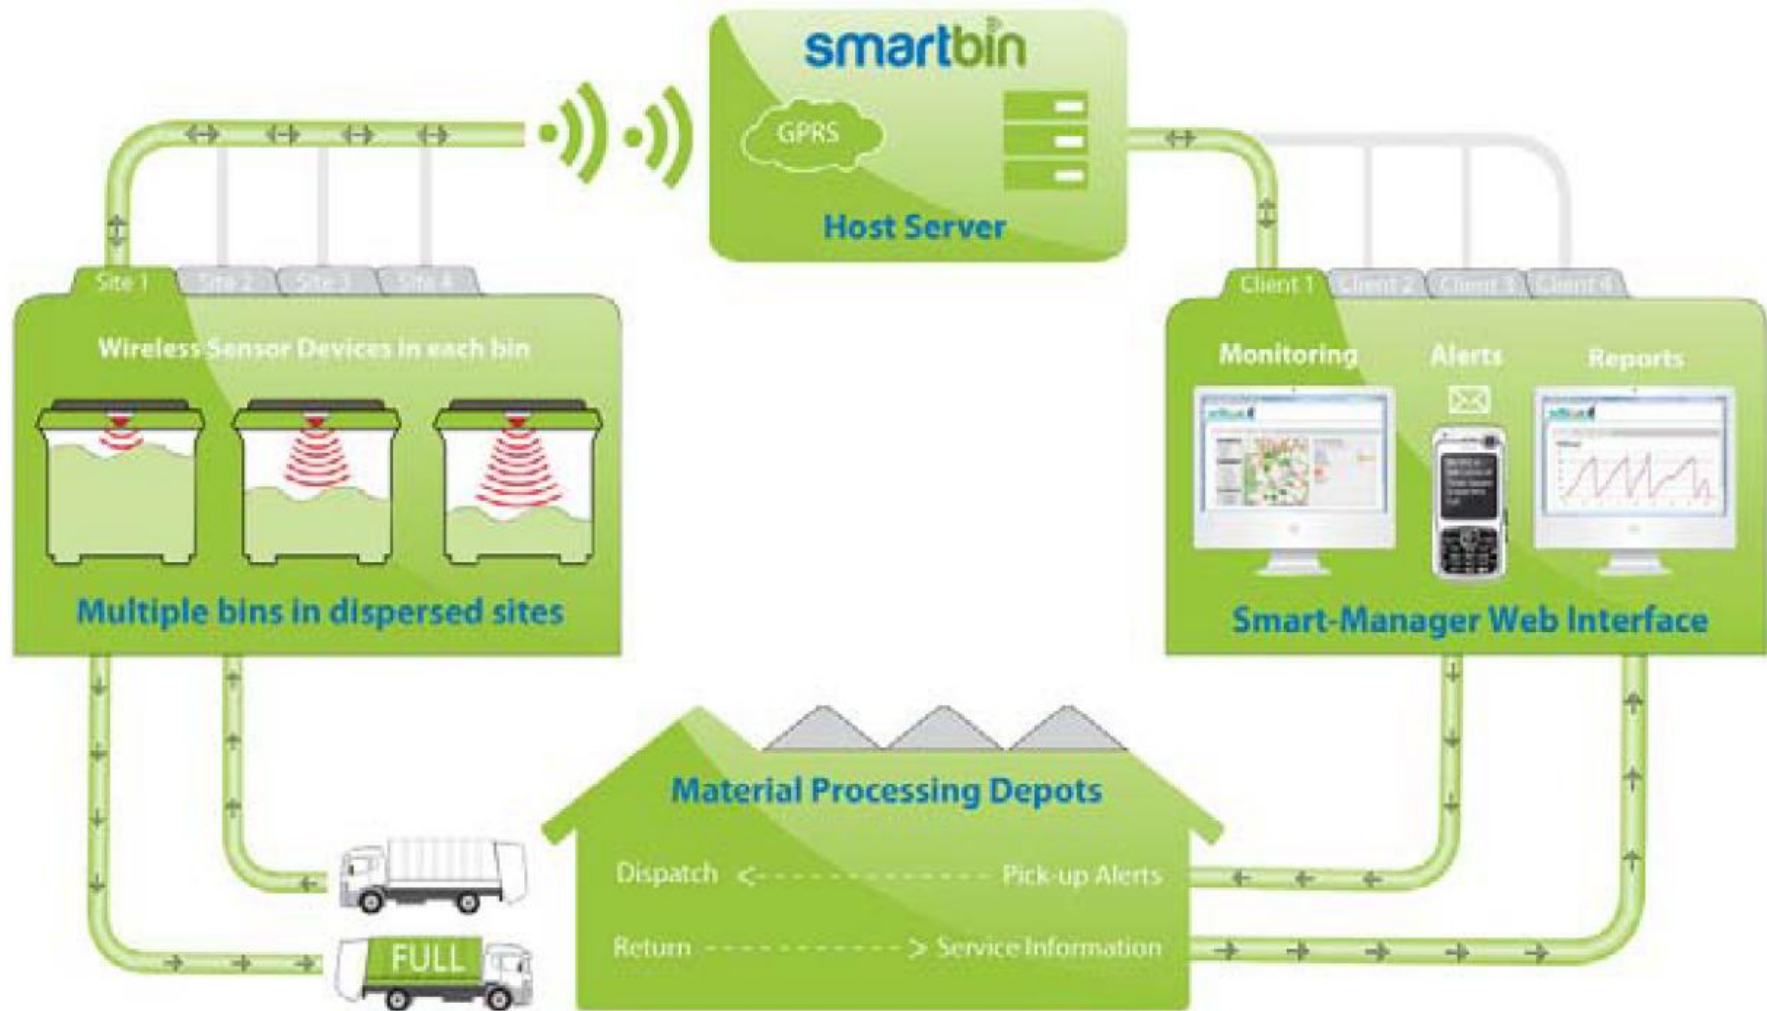 smartbin
GPRS
Host Server
Site 1
Site 2
Site 3
Site 4
Wireless Sensor Devices in each bin
Multiple bins in dispersed sites
Client 1
Client 2
Client 3
Client 4
Monitoring
Alerts
Reports
Smart-Manager Web Interface
Material Processing Depots
Dispatch
Pick-up Alerts
Return
Service Information
FULL